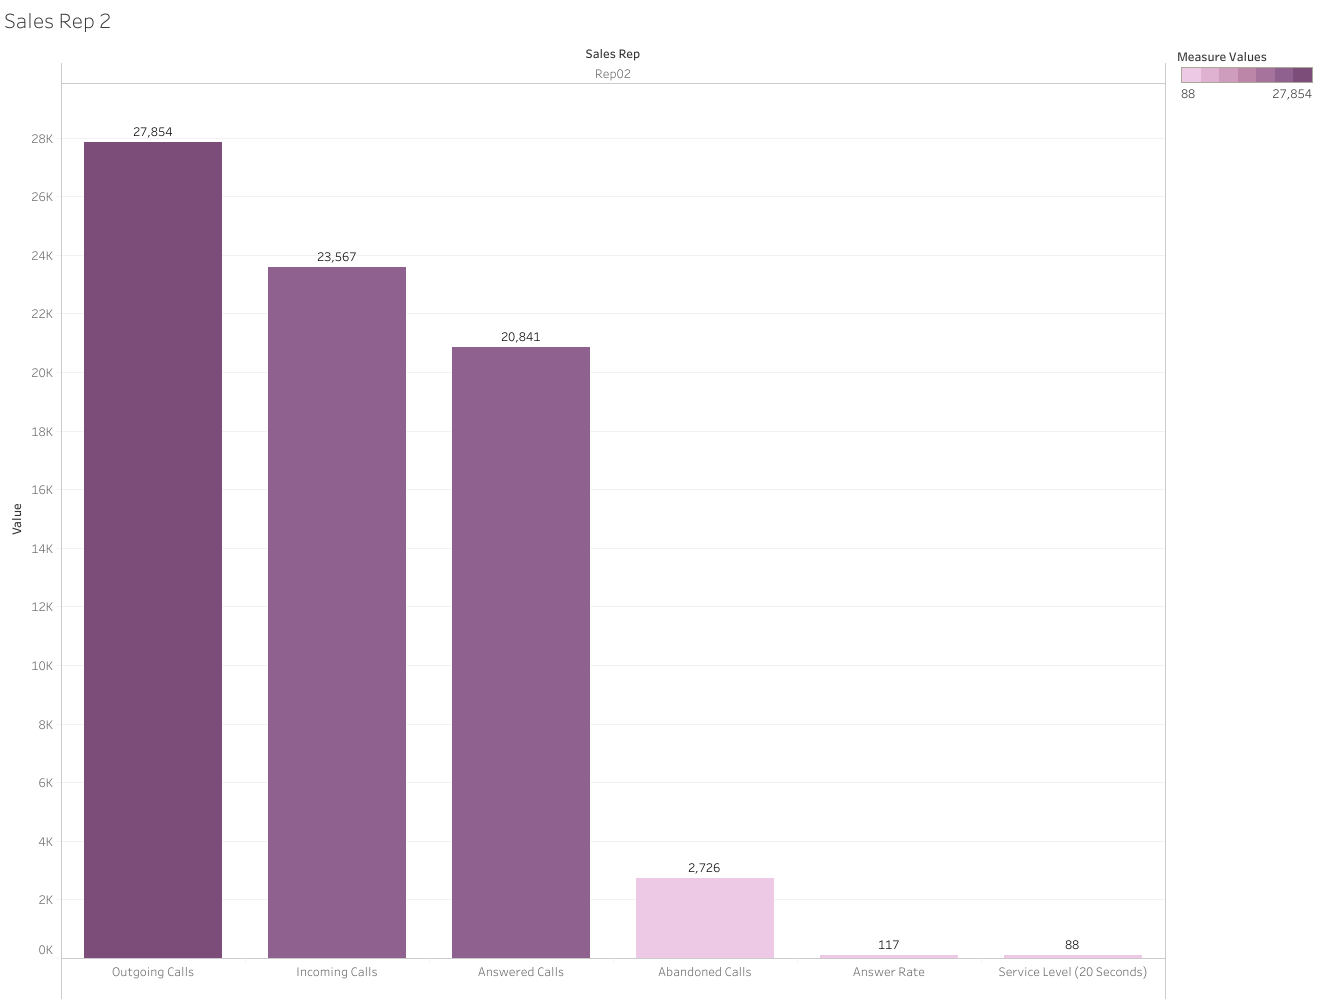 Sales Rep 2
Sales Rep
Rep02
Measure Values
88 27,854
Value
28K
26K
24K
22K
20K
18K
16K
14K
12K
10K
8K
6K
4K
2K
0K
27,854
23,567
20,841
2,726
117
88
Outgoing Calls
Incoming Calls
Answered Calls
Abandoned Calls
Answer Rate
Service Level (20 Seconds)